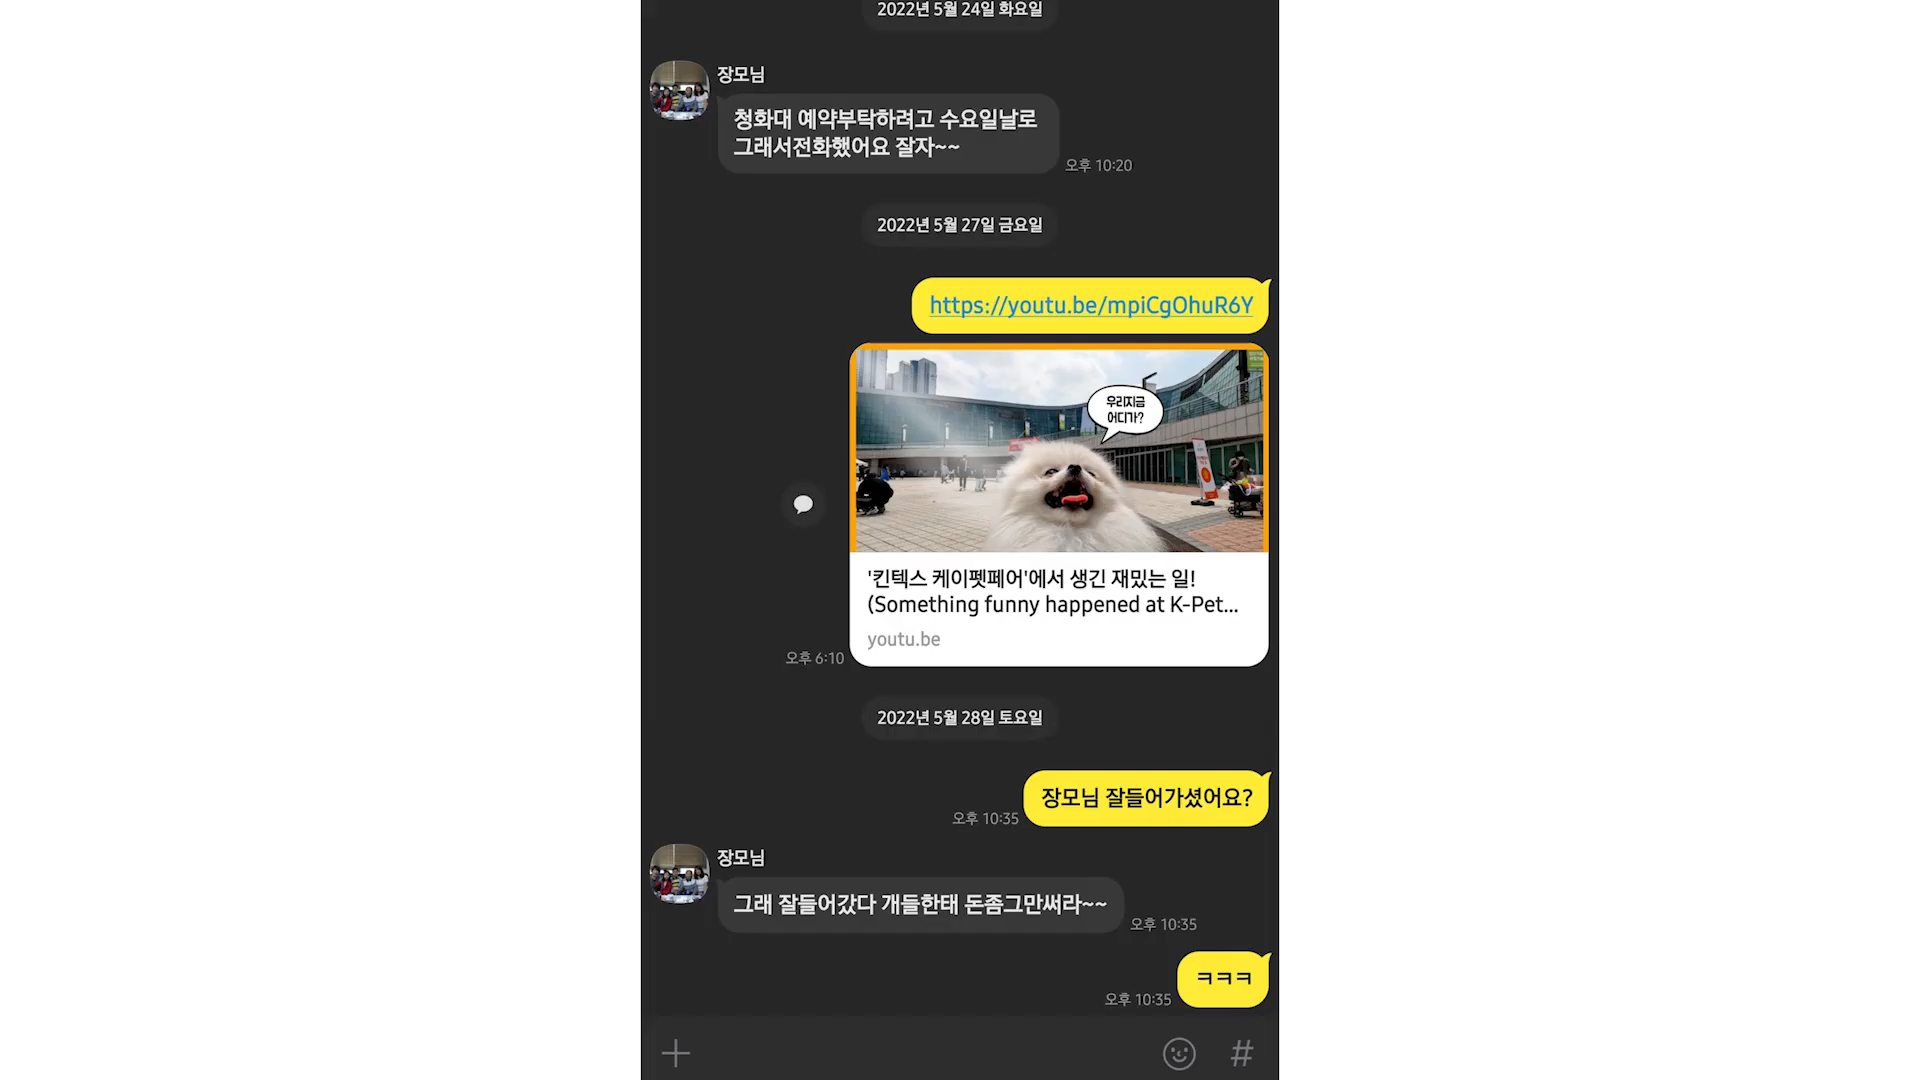 2022년 5월 24일 화요일
장모님
청화대 예약부탁하려고 수요일날로
그래서전화했어요 잘자~~
오후 10:20
2022년 5월 27일 금요일
https://youtu.be/mpiCgOhuR6Y
우리지금
어디가?
'킨텍스 케이펫페어'에서 생긴 재밌는 일!
(Something funny happened at K-Pet...
youtu.be
오후 6:10
2022년 5월 28일 토요일
장모님 잘들어가셨어요?
오후 10:35
장모님
그래 잘들어갔다 개들한태 돈좀그만써라~~
오후 10:35
ㅋㅋㅋ
오후 10:35